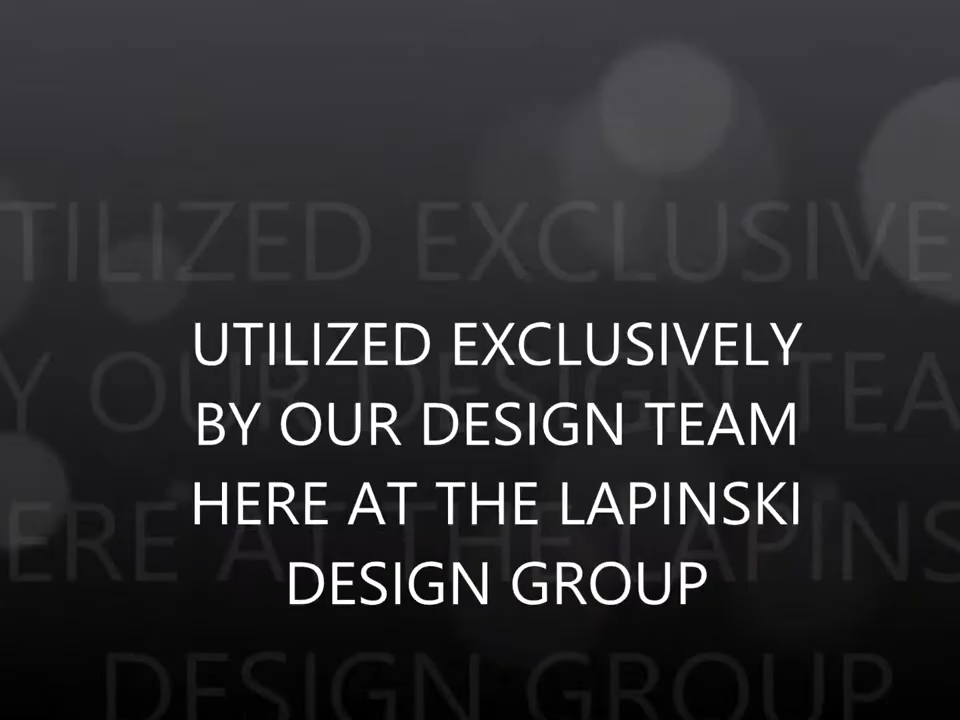 UTILIZED EXCLUSIVELY
BY OUR DESIGN TEAM
HERE AT THE LAPINSKI
DESIGN GROUP